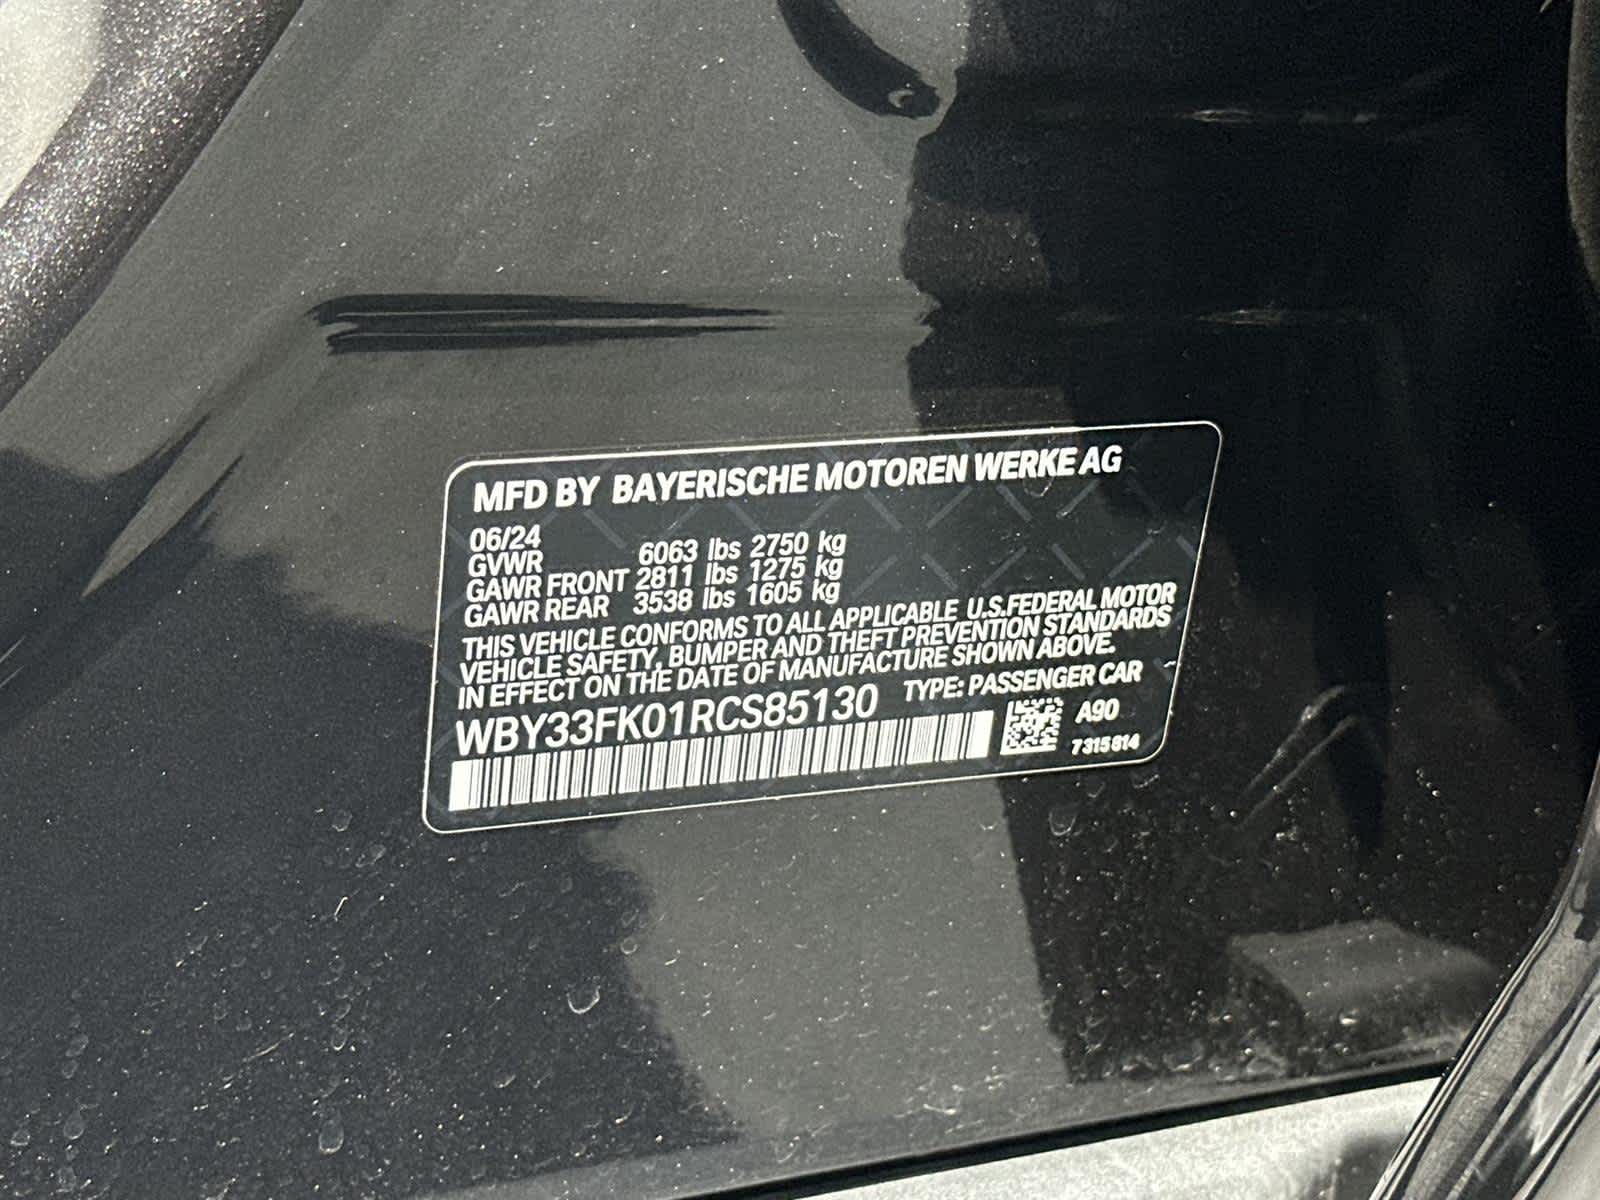 MFD BY BAYERISCHE MOTOREN WERKE AG
06/24
GVWR 6063 lbs 2750 kg
GAWR FRONT 2811 lbs 1275 kg
GAWR REAR 3538 lbs 1605 kg
THIS VEHICLE CONFORMS TO ALL APPLICABLE U.S.FEDERAL MOTOR
VEHICLE SAFETY, BUMPER AND THEFT PREVENTION STANDARDS
IN EFFECT ON THE DATE OF MANUFACTURE SHOWN ABOVE.
WBY33FK01RCS85130 TYPE: PASSENGER CAR
A90
7315814